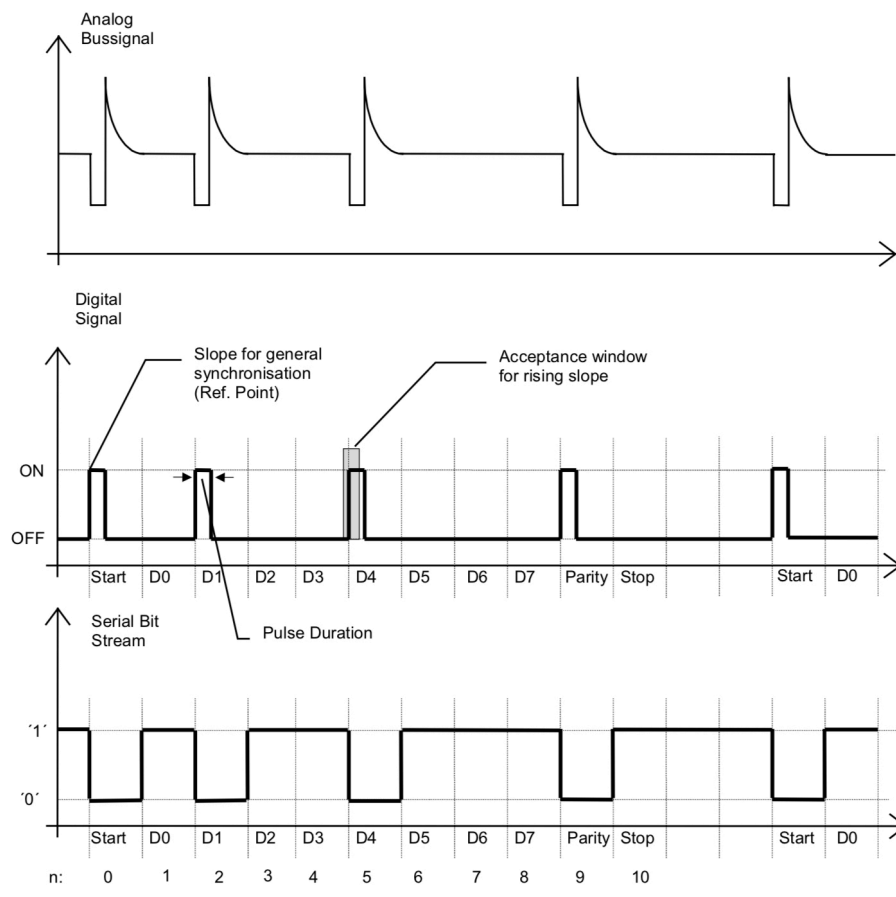 Analog
Bussignal
Digital
Signal
Slope for general
synchronisation
(Ref. Point)
Acceptance window
for rising slope
ON
OFF
Start D0 D1 D2 D3 D4 D5 D6 D7 Parity Stop Start D0
Serial Bit
Stream
Pulse Duration
´1´
´0´
Start D0 D1 D2 D3 D4 D5 D6 D7 Parity Stop Start D0
n: 0 1 2 3 4 5 6 7 8 9 10